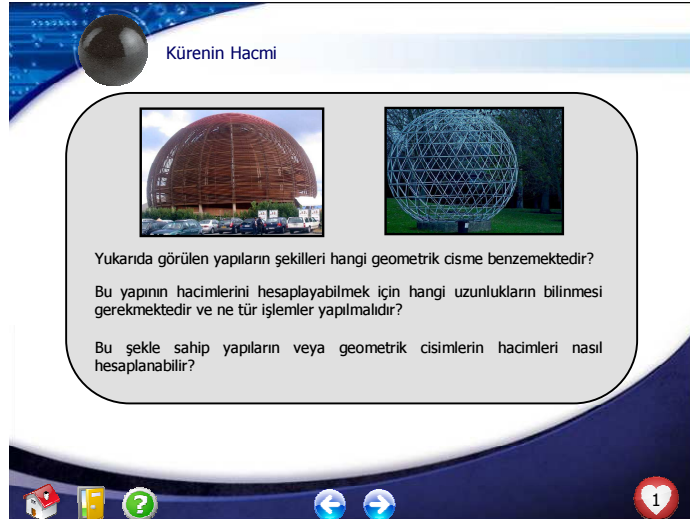 Kürenin Hacmi
Yukarıda görülen yapıların şekilleri hangi geometrik cisme benzemektedir?
Bu yapının hacimlerini hesaplayabilmek için hangi uzunlukların bilinmesi
gerekmektedir ve ne tür işlemler yapılmalıdır?
Bu şekle sahip yapıların veya geometrik cisimlerin hacimleri nasıl
hesaplanabilir?
1